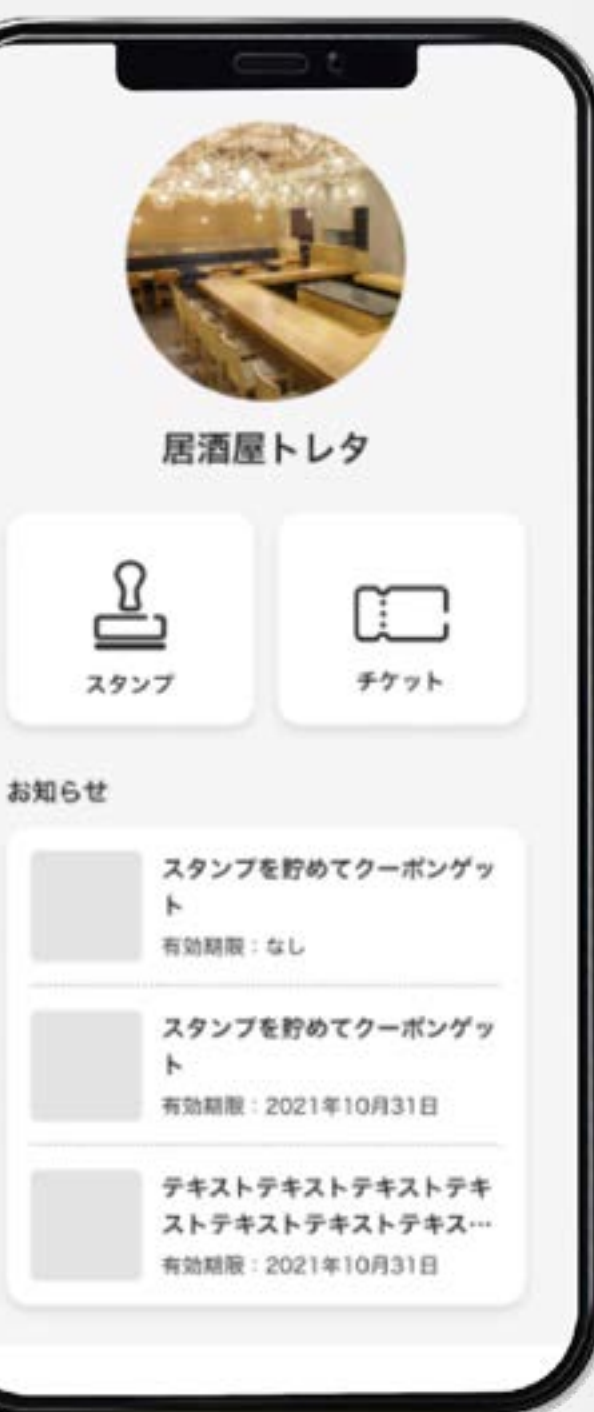 居酒屋トレタ
スタンプ
チケット
お知らせ
スタンプを貯めてクーポンゲッ
ト
有効期限：なし
スタンプを貯めてクーポンゲッ
ト
有効期限：2021年10月31日
テキストテキストテキストテキ
ストテキストテキストテキス…
有効期限：2021年10月31日